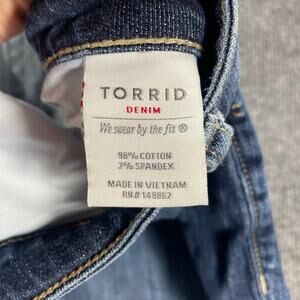 TORRID
DENIM
We swear by the fit ®
98% COTTON
2% SPANDEX
MADE IN VIETNAM
RN# 148862